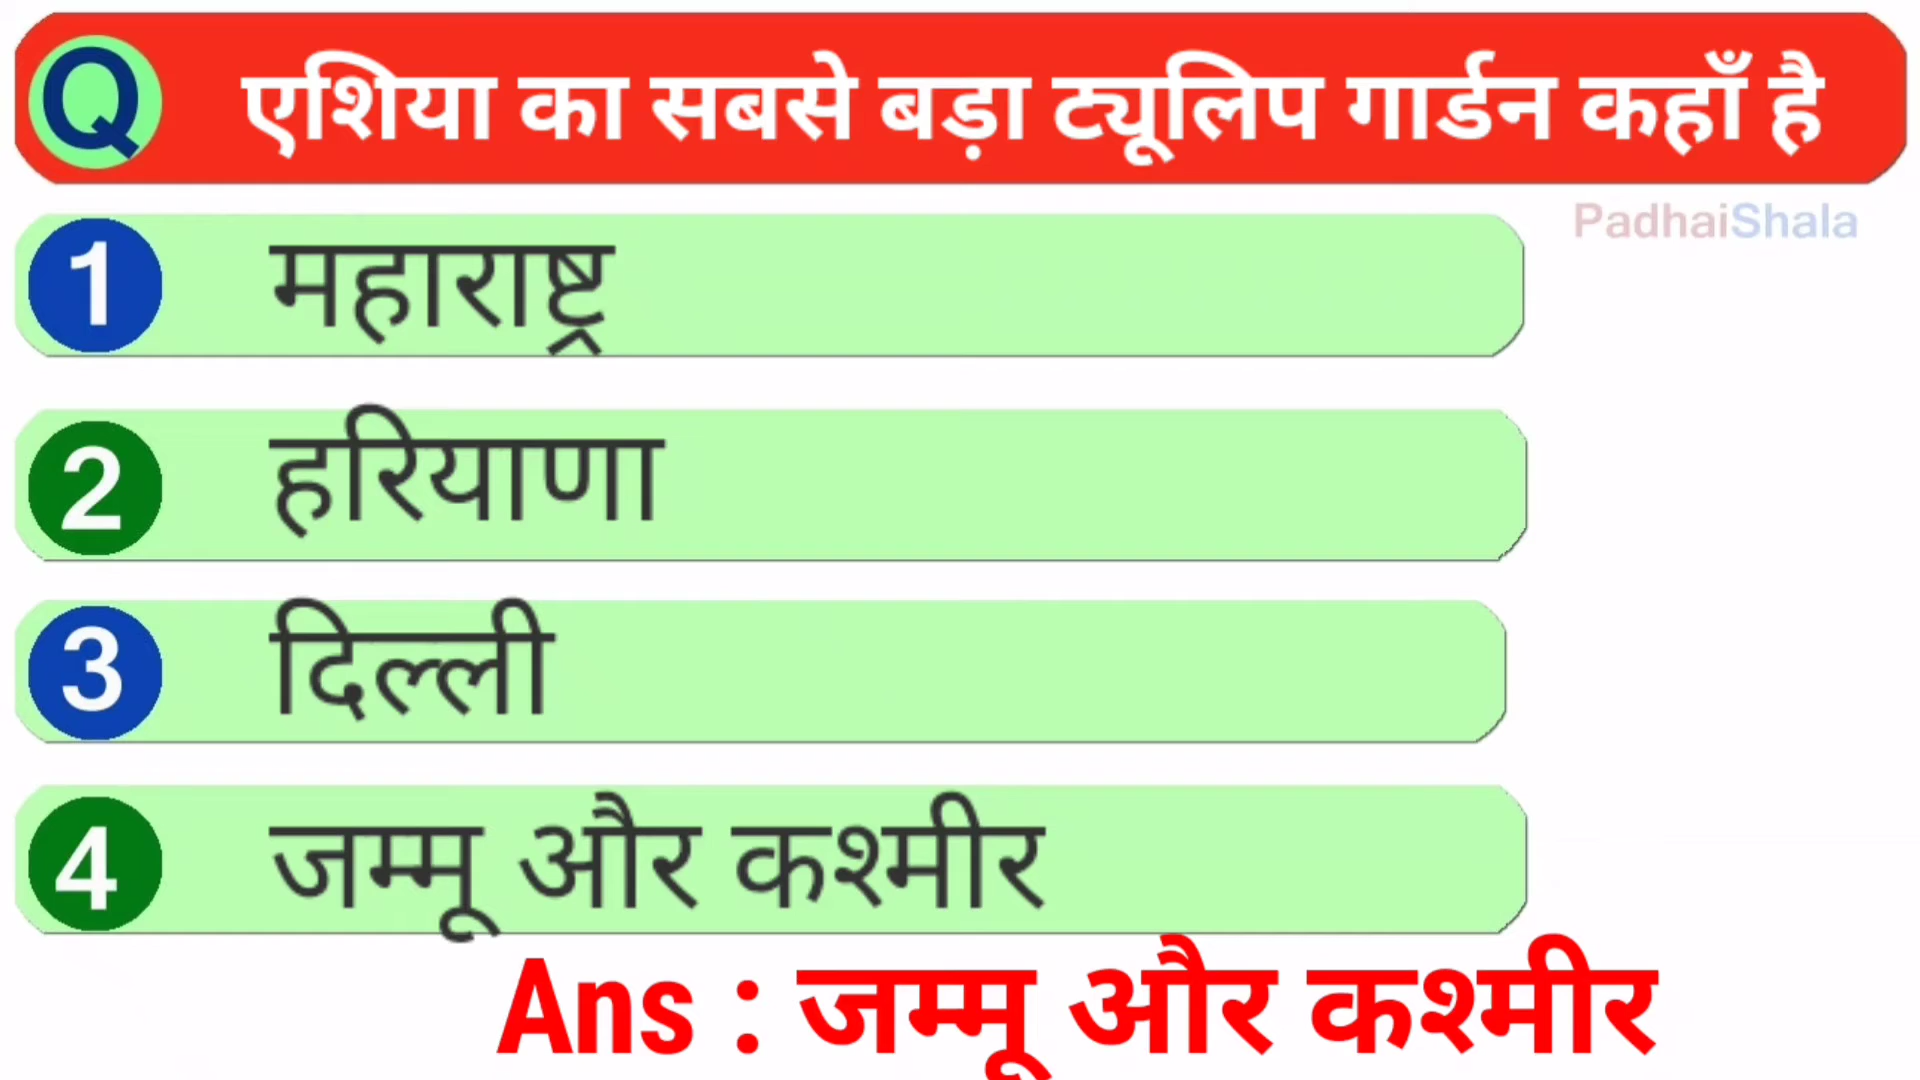 Q एशिया का सबसे बड़ा ट्यूलिप गार्डन कहाँ है
PadhaiShala
1 महाराष्ट्र
2 हरियाणा
3 दिल्ली
4 जम्मू और कश्मीर
Ans : जम्मू और कश्मीर